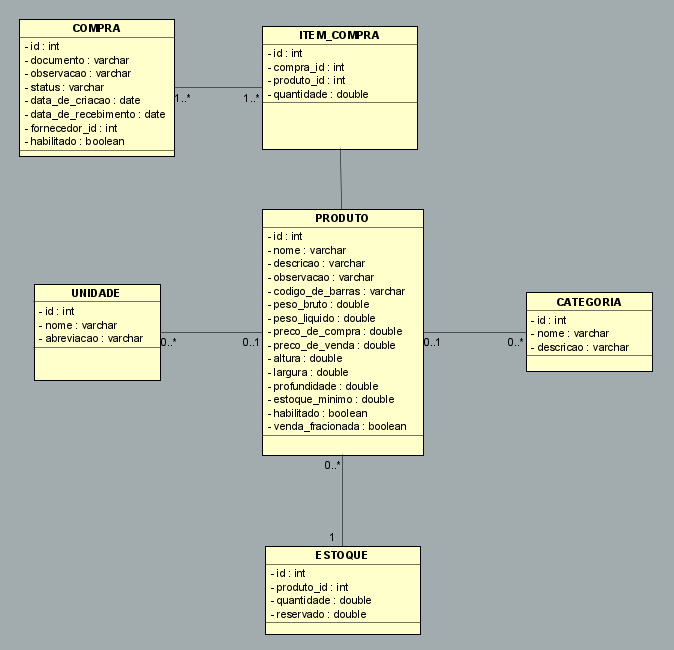 COMPRA
- id : int
- documento : varchar
- observacao : varchar
- status : varchar
- data_de_criacao : date
- data_de_recebimento : date
- fornecedor_id : int
- habilitado : boolean
1..*
1..*
ITEM_COMPRA
- id : int
- compra_id : int
- produto_id : int
- quantidade : double
PRODUTO
- id : int
- nome : varchar
- descricao : varchar
- observacao : varchar
- codigo_de_barras : varchar
- peso_bruto : double
- peso_liquido : double
- preco_de_compra : double
- preco_de_venda : double
- altura : double
- largura : double
- profundidade : double
- estoque_minimo : double
- habilitado : boolean
- venda_fracionada : boolean
UNIDADE
- id : int
- nome : varchar
- abreviacao : varchar
0..*
0..1
0..1
0..*
CATEGORIA
- id : int
- nome : varchar
- descricao : varchar
0..*
1
ESTOQUE
- id : int
- produto_id : int
- quantidade : double
- reservado : double